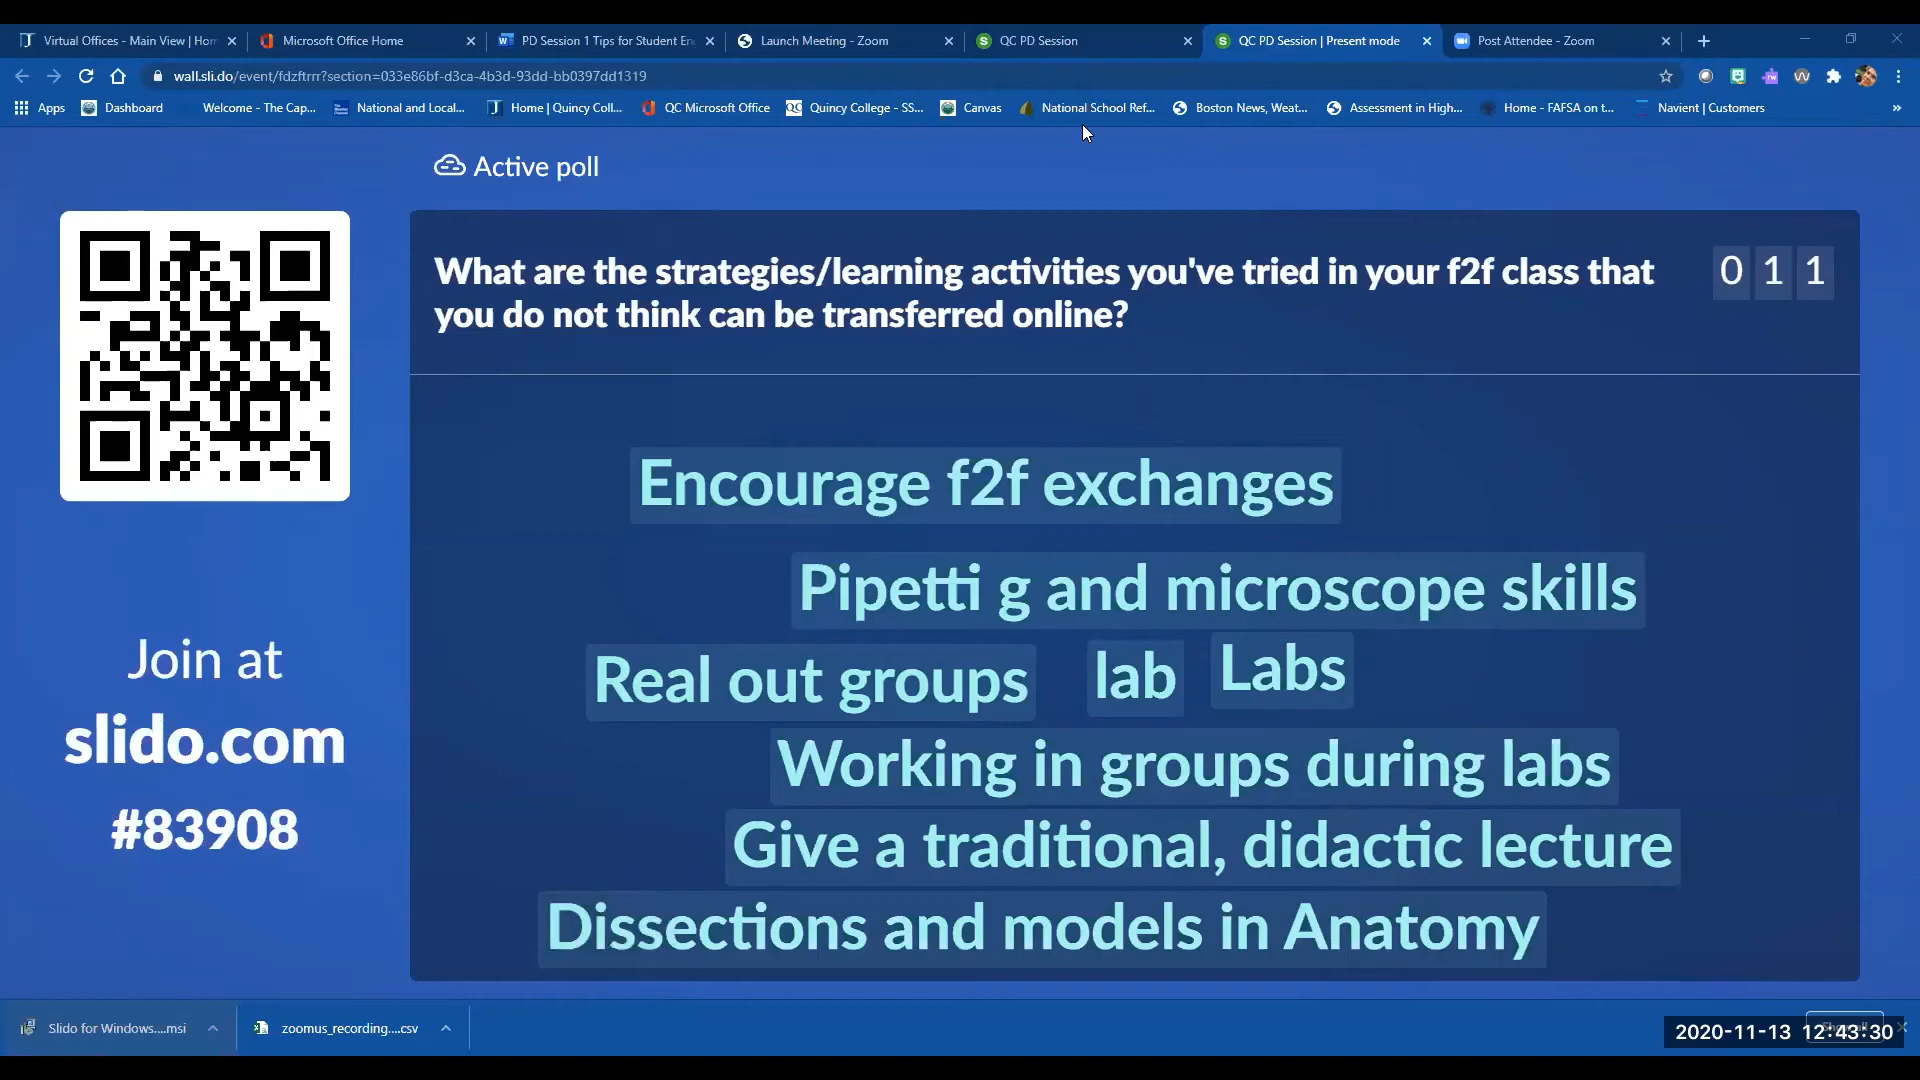 Virtual Offices - Main View | Hom
Microsoft Office Home
PD Session 1 Tips for Student En
Launch Meeting - Zoom
QC PD Session
QC PD Session | Present mode
Post Attendee - Zoom
wall.sli.do/event/fdzftrrr?section=033e86bf-d3ca-4b3d-93dd-bb0397dd1319
Apps
Dashboard
Welcome - The Cap...
National and Local...
Home | Quincy Coll...
QC Microsoft Office
Quincy College - SS...
Canvas
National School Ref...
Boston News, Weat...
Assessment in High...
Home - FAFSA on t...
Navient | Customers
Active poll
What are the strategies/learning activities you've tried in your f2f class that
you do not think can be transferred online?
0 1 1
Encourage f2f exchanges
Pipetti g and microscope skills
Real out groups
lab
Labs
Working in groups during labs
Give a traditional, didactic lecture
Dissections and models in Anatomy
Join at
slido.com
#83908
Slido for Windows....msi
zoomus_recording....csv
2020-11-13 12:43:30